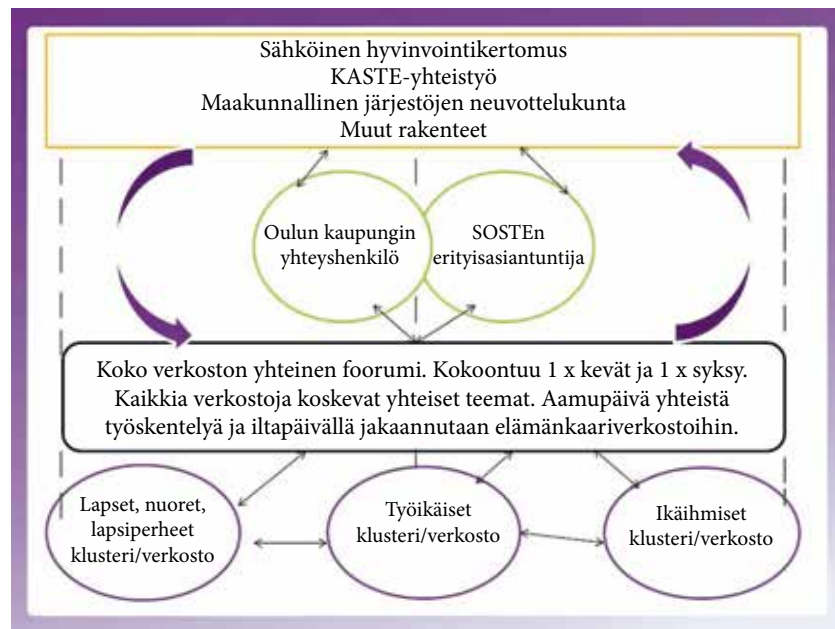 Sähköinen hyvinvointikertomus
KASTE-yhteistyö
Maakunnallinen järjestöjen neuvottelukunta
Muut rakenteet
Oulun kaupungin
yhteyshenkilö
SOSTEn
erityisasiantuntija
Koko verkoston yhteinen foorumi. Kokoontuu 1 x kevät ja 1 x syksy.
Kaikkia verkostoja koskevat yhteiset teemat. Aamupäivä yhteistä
työskentelyä ja iltapäivällä jakaannutaan elämänkaariverkostoihin.
Lapset, nuoret,
lapsiperheet
klusteri/verkosto
Työikäiset
klusteri/verkosto
Ikäihmiset
klusteri/verkosto